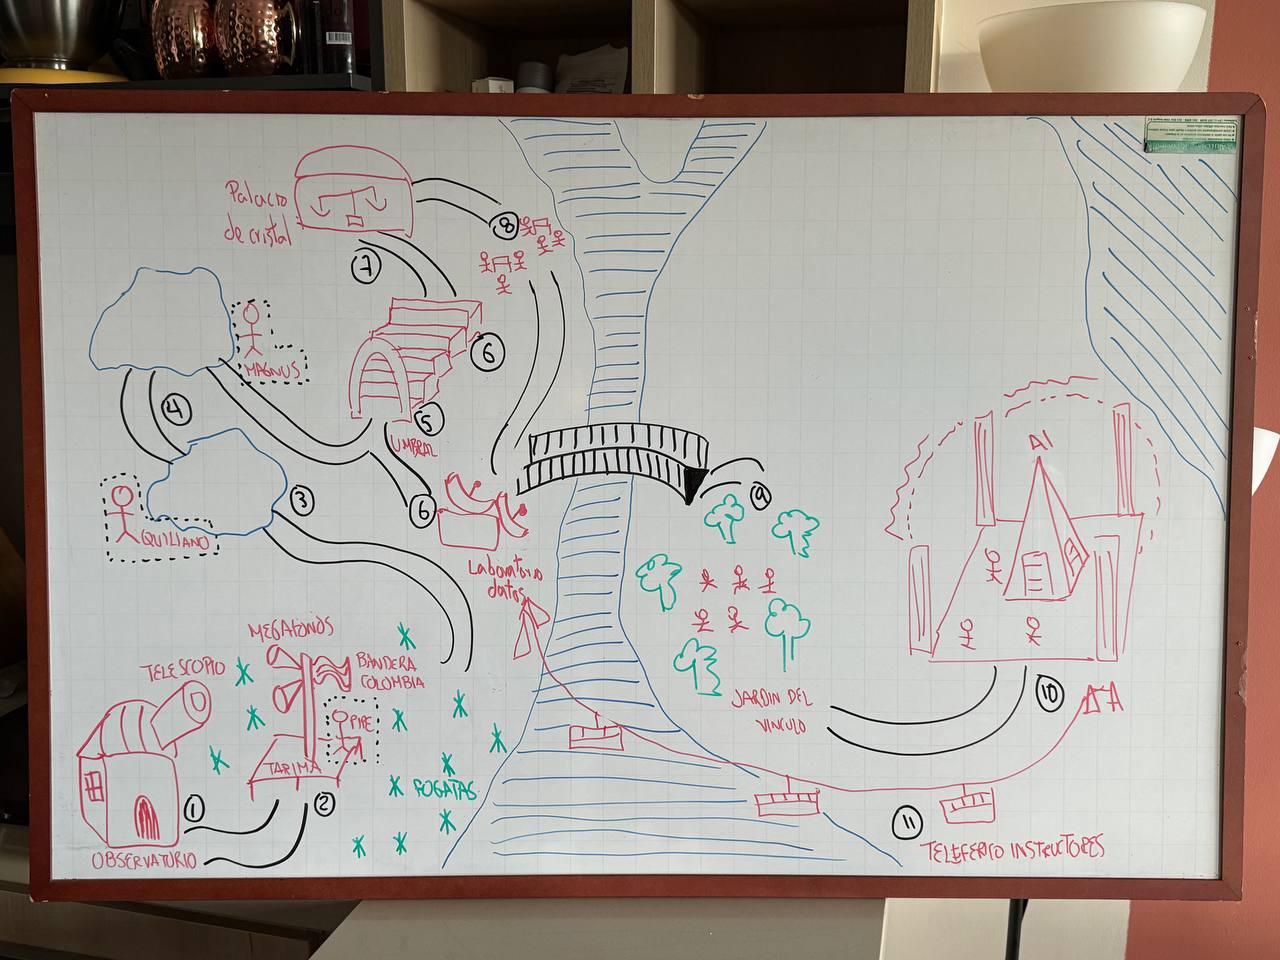 Palacio
de cristal
8
7
MAGNUS
6
4
5
UMBRAL
AI
3
6
9
QUILIANO
Laboratorio
datos
MEGAFONOS
TELESCOPIO
BANDERA
COLOMBIA
PIPE
JARDIN DEL
VINCULO
10
TARIMA
FOGATAS
1
2
11
OBSERVATORIO
TELEFERICO INSTRUCTORES